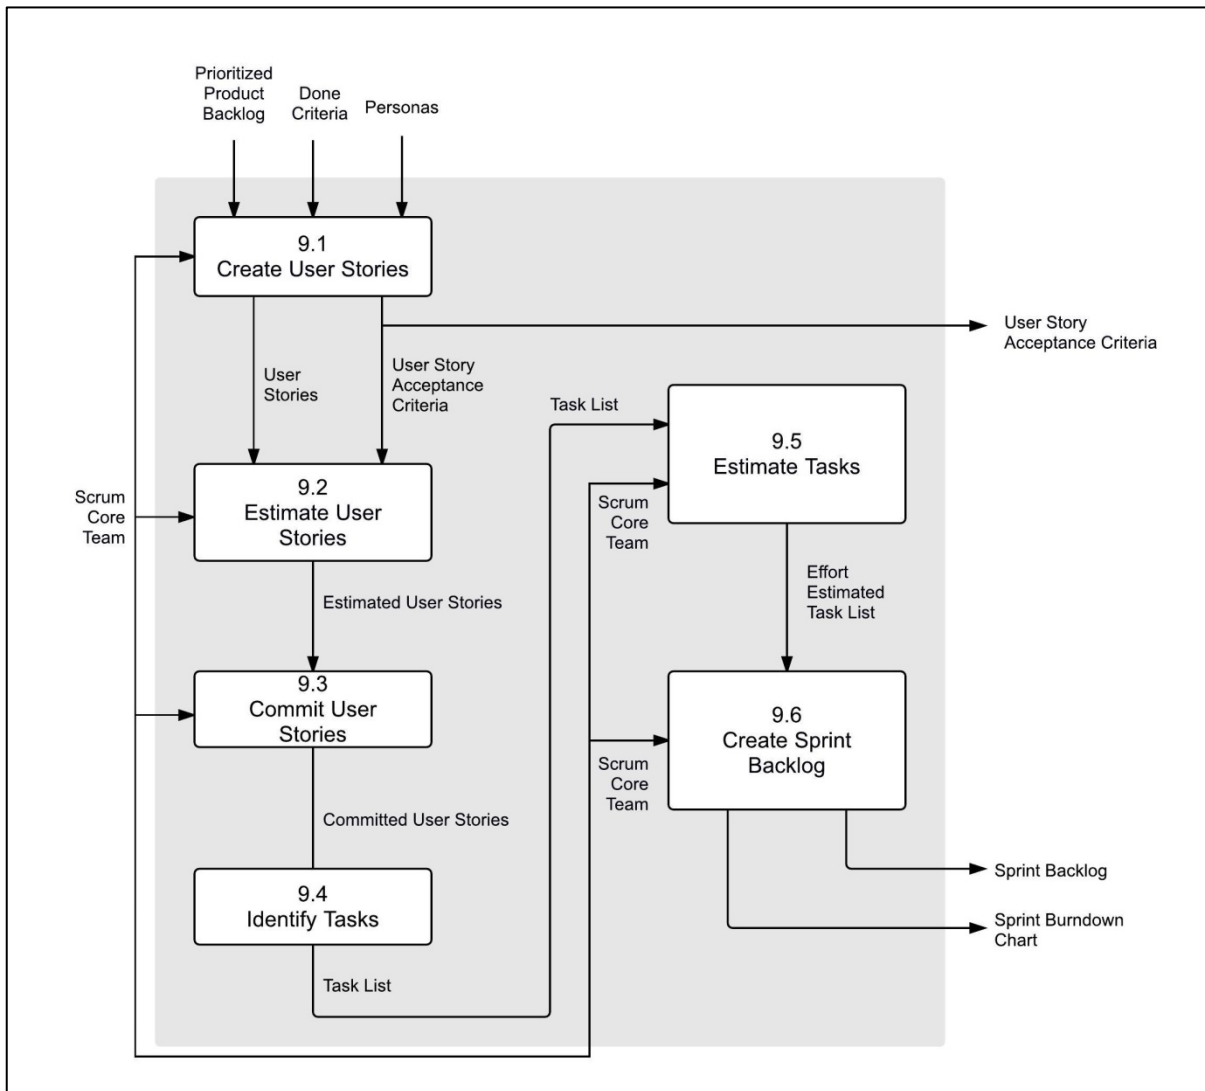 Prioritized
Product
Backlog
Done
Criteria
Personas
9.1
Create User Stories
User Story
Acceptance Criteria
User
Stories
User Story
Acceptance
Criteria
Task List
9.5
Estimate Tasks
9.2
Estimate User
Stories
Scrum
Core
Team
Scrum
Core
Team
Effort
Estimated
Task List
Estimated User Stories
9.3
Commit User
Stories
9.6
Create Sprint
Backlog
Scrum
Core
Team
Committed User Stories
Sprint Backlog
9.4
Identify Tasks
Sprint Burndown
Chart
Task List